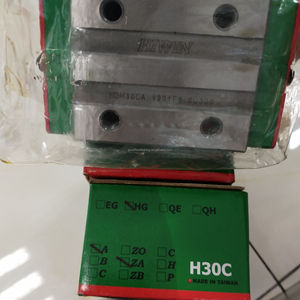 HIWIN
□EG ☑HG □QE □QH
☑A □ZO □C
□B ☑ZA □H
□C □ZB □P
H30C
MADE IN TAIWAN